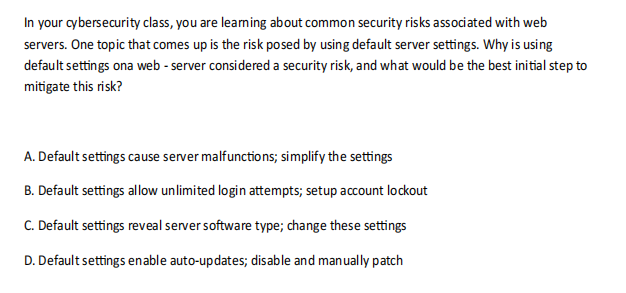 In your cybersecurity class, you are learning about common security risks associated with web
servers. One topic that comes up is the risk posed by using default server settings. Why is using
default settings ona web - server considered a security risk, and what would be the best initial step to
mitigate this risk?
A. Default settings cause server malfunctions; simplify the settings
B. Default settings allow unlimited login attempts; setup account lockout
C. Default settings reveal server software type; change these settings
D. Default settings enable auto-updates; disable and manually patch